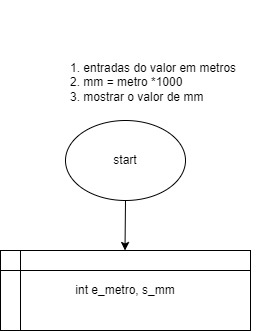 1. entradas do valor em metros
2. mm = metro *1000
3. mostrar o valor de mm
start
int e_metro, s_mm